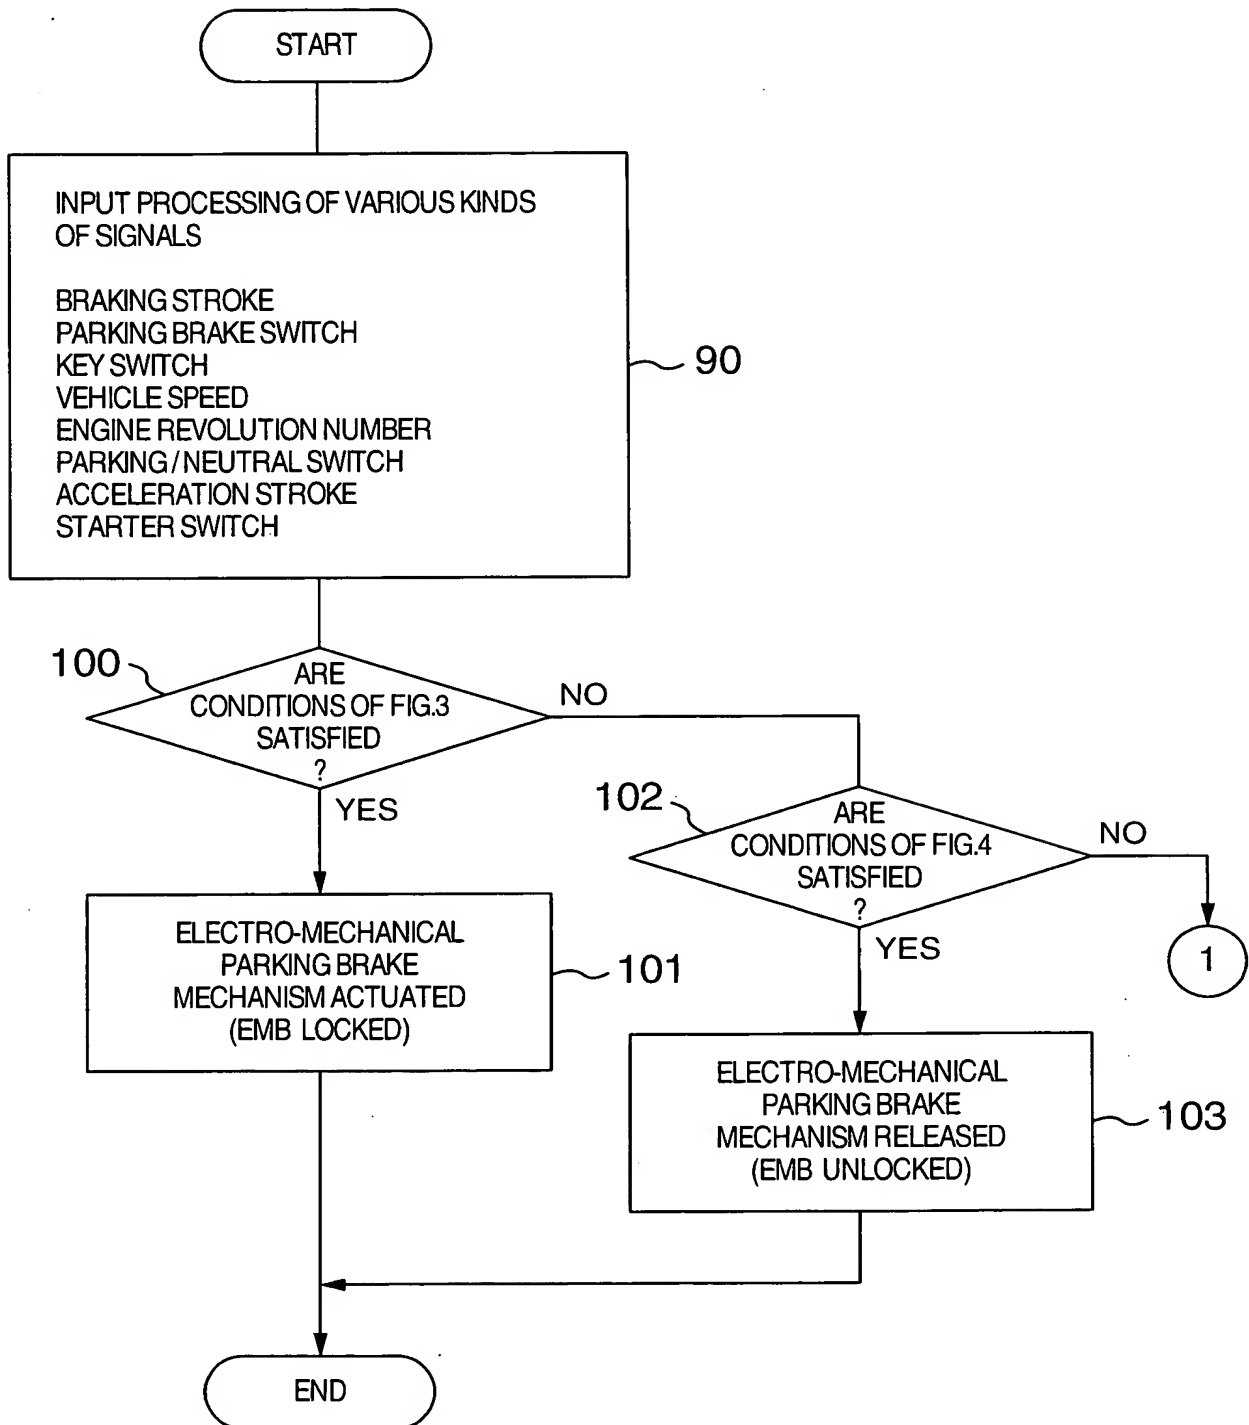 START
INPUT PROCESSING OF VARIOUS KINDS
OF SIGNALS
BRAKING STROKE
PARKING BRAKE SWITCH
KEY SWITCH
VEHICLE SPEED
ENGINE REVOLUTION NUMBER
PARKING / NEUTRAL SWITCH
ACCELERATION STROKE
STARTER SWITCH
90
100
ARE
CONDITIONS OF FIG.3
SATISFIED
?
NO
YES
102
ARE
CONDITIONS OF FIG.4
SATISFIED
?
NO
YES
1
ELECTRO-MECHANICAL
PARKING BRAKE
MECHANISM ACTUATED
(EMB LOCKED)
101
ELECTRO-MECHANICAL
PARKING BRAKE
MECHANISM RELEASED
(EMB UNLOCKED)
103
END